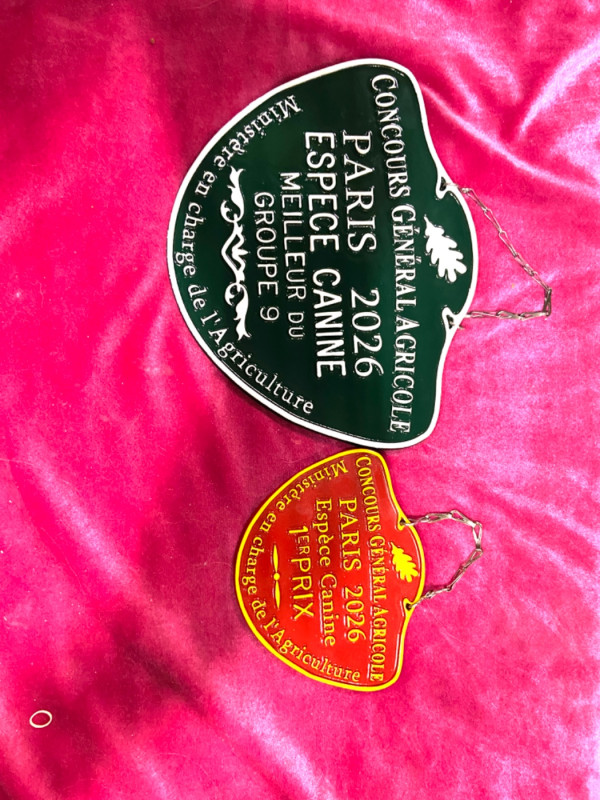 CONCOURS GÉNÉRAL AGRICOLE
PARIS 2026
ESPECE CANINE
MEILLEUR DU
GROUPE 9
Ministère en charge de l'Agriculture
CONCOURS GÉNÉRAL AGRICOLE
PARIS 2026
Espèce Canine
1ER PRIX
Ministère en charge de l'Agriculture